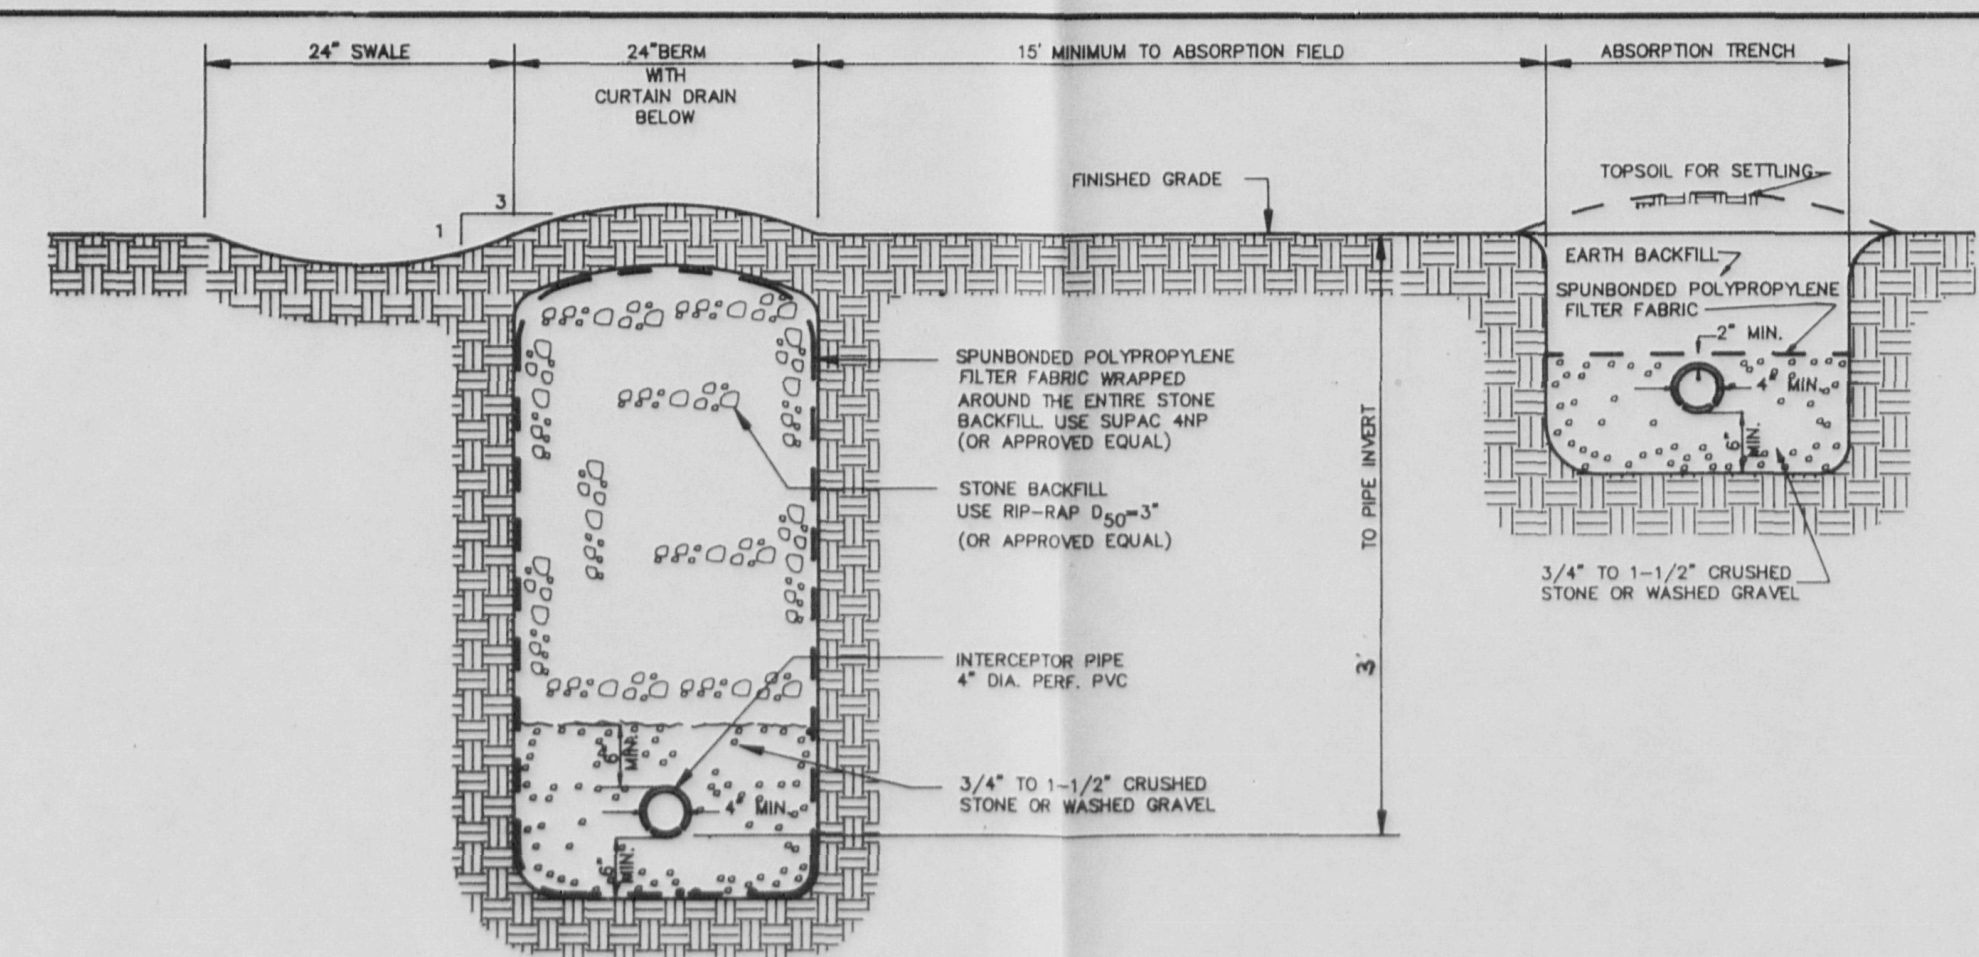 24" SWALE
24"BERM
WITH
CURTAIN DRAIN
BELOW
15' MINIMUM TO ABSORPTION FIELD
ABSORPTION TRENCH
3
1
FINISHED GRADE
TOPSOIL FOR SETTLING
EARTH BACKFILL
SPUNBONDED POLYPROPYLENE
FILTER FABRIC
2" MIN.
4" MIN.
6"
MIN.
SPUNBONDED POLYPROPYLENE
FILTER FABRIC WRAPPED
AROUND THE ENTIRE STONE
BACKFILL. USE SUPAC 4NP
(OR APPROVED EQUAL)
STONE BACKFILL
USE RIP-RAP D50=3"
(OR APPROVED EQUAL)
TO PIPE INVERT
3'
3/4" TO 1-1/2" CRUSHED
STONE OR WASHED GRAVEL
INTERCEPTOR PIPE
4" DIA. PERF. PVC
6"
MIN.
4" MIN.
3/4" TO 1-1/2" CRUSHED
STONE OR WASHED GRAVEL
6"
MIN.